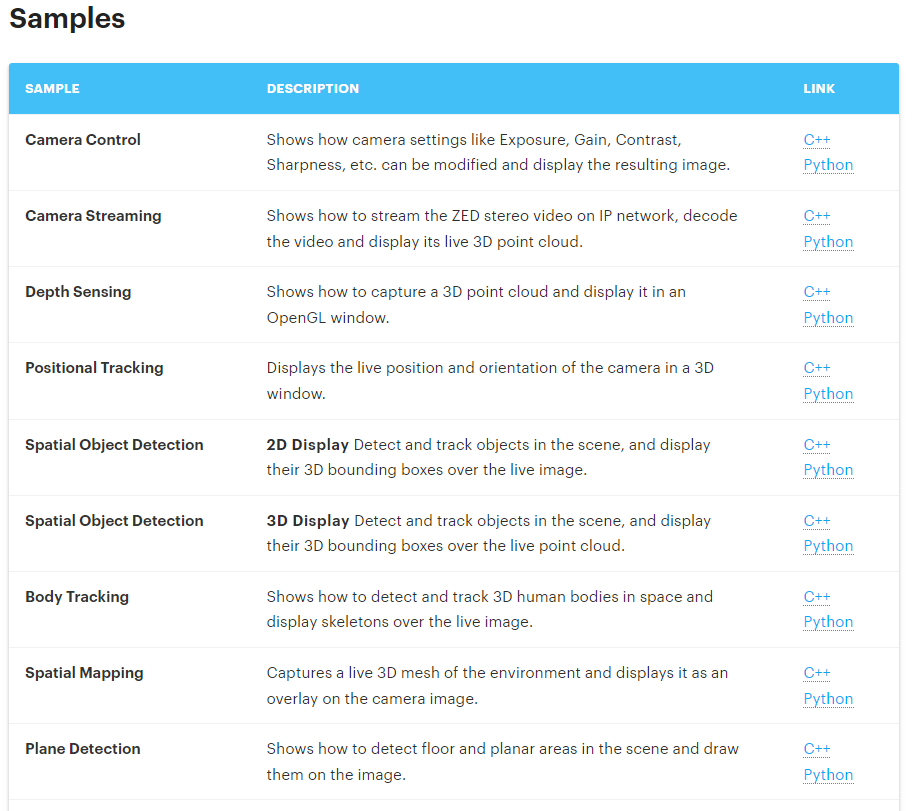 Samples
SAMPLE DESCRIPTION LINK
Camera Control Shows how camera settings like Exposure, Gain, Contrast, C++
Sharpness, etc. can be modified and display the resulting image. Python
Camera Streaming Shows how to stream the ZED stereo video on IP network, decode C++
the video and display its live 3D point cloud. Python
Depth Sensing Shows how to capture a 3D point cloud and display it in an C++
OpenGL window. Python
Positional Tracking Displays the live position and orientation of the camera in a 3D C++
window. Python
Spatial Object Detection 2D Display Detect and track objects in the scene, and display C++
their 3D bounding boxes over the live image. Python
Spatial Object Detection 3D Display Detect and track objects in the scene, and display C++
their 3D bounding boxes over the live point cloud. Python
Body Tracking Shows how to detect and track 3D human bodies in space and C++
display skeletons over the live image. Python
Spatial Mapping Captures a live 3D mesh of the environment and displays it as an C++
overlay on the camera image. Python
Plane Detection Shows how to detect floor and planar areas in the scene and draw C++
them on the image. Python